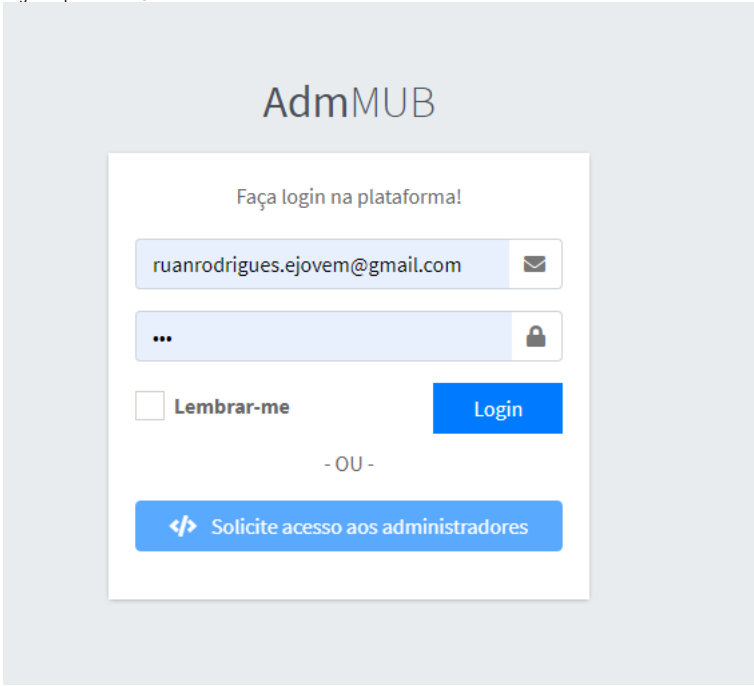 AdmMUB
Faça login na plataforma!
ruanrodrigues.ejovem@gmail.com
•••
Lembrar-me
Login
- OU -
Solicite acesso aos administradores